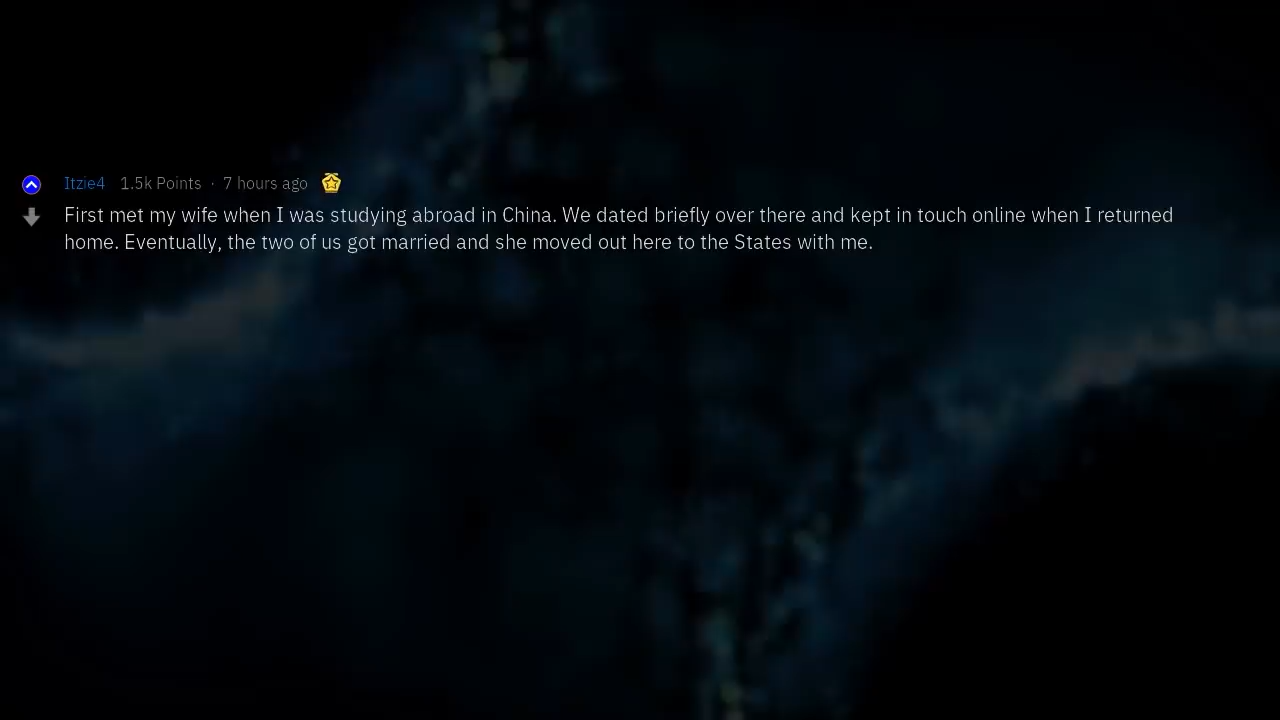 Itzie4 1.5k Points · 7 hours ago
First met my wife when I was studying abroad in China. We dated briefly over there and kept in touch online when I returned
home. Eventually, the two of us got married and she moved out here to the States with me.